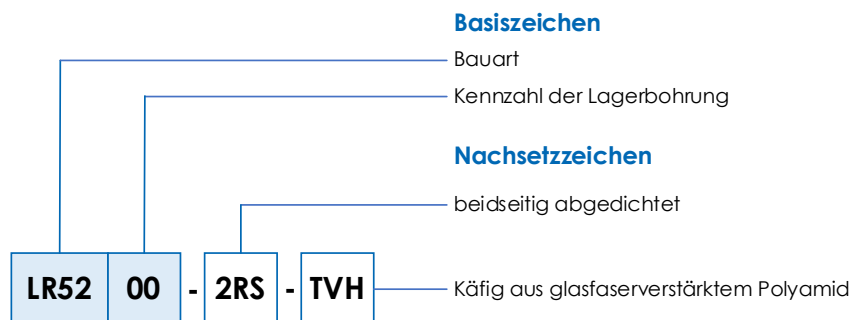 Basiszeichen
Bauart
Kennzahl der Lagerbohrung
Nachsetzzeichen
beidseitig abgedichtet
LR52 00 - 2RS - TVH Käfig aus glasfaserverstärktem Polyamid